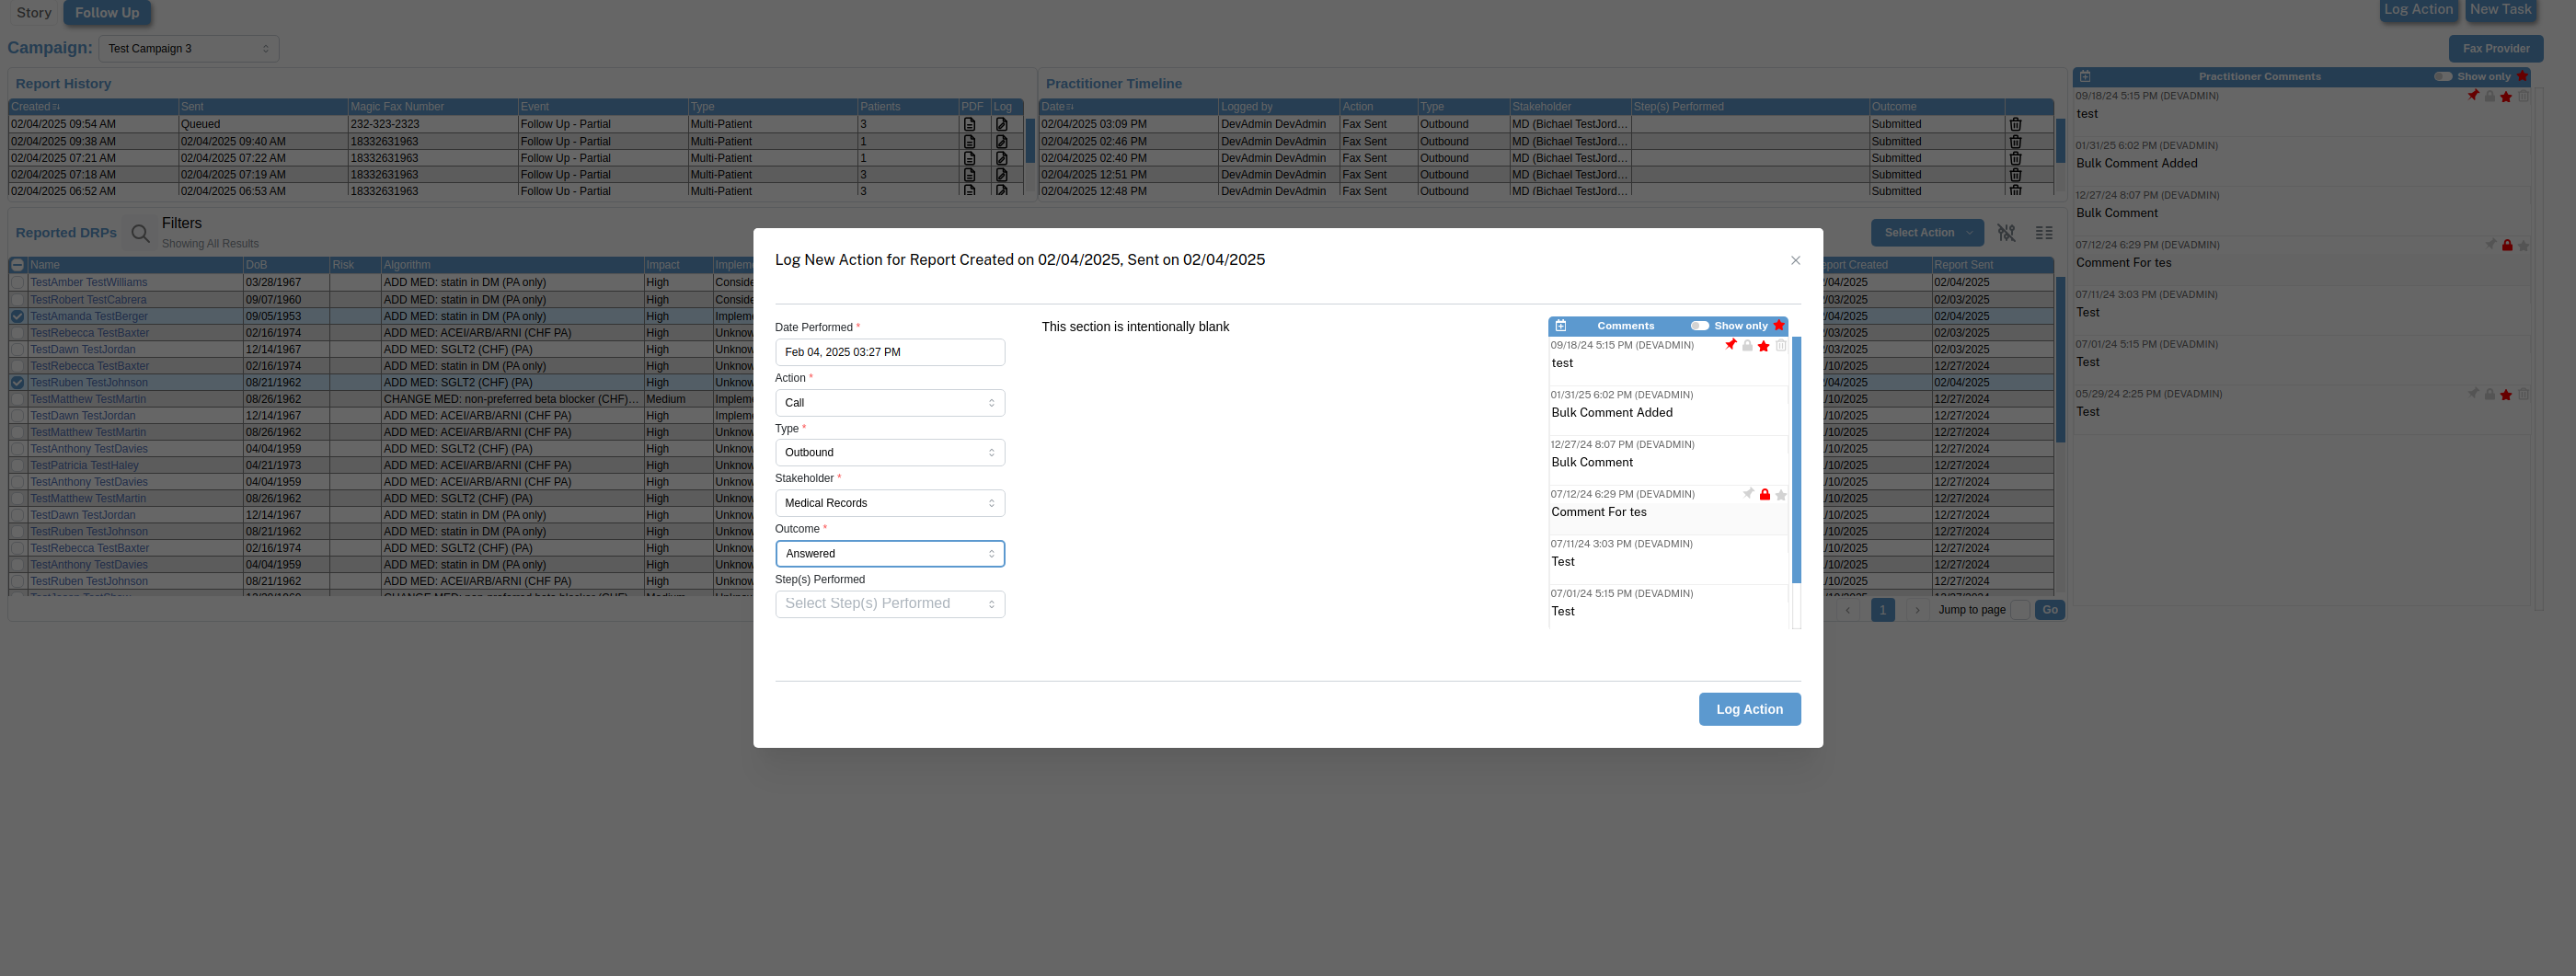 Story Follow Up Log Action New Task
Campaign: Test Campaign 3 Fax Provider
Report History
Created Sent Magic Fax Number Event Type Patients PDF Log
02/04/2025 09:54 AM Queued 232-323-2323 Follow Up - Partial Multi-Patient 3
02/04/2025 09:38 AM 02/04/2025 09:40 AM 18332631963 Follow Up - Partial Multi-Patient 1
02/04/2025 07:21 AM 02/04/2025 07:22 AM 18332631963 Follow Up - Partial Multi-Patient 1
02/04/2025 07:18 AM 02/04/2025 07:19 AM 18332631963 Follow Up - Partial Multi-Patient 3
02/04/2025 06:52 AM 02/04/2025 06:53 AM 18332631963 Follow Up - Partial Multi-Patient 3
Practitioner Timeline
Date Logged by Action Type Stakeholder Step(s) Performed Outcome
02/04/2025 03:09 PM DevAdmin DevAdmin Fax Sent Outbound MD (Bichael TestJord... Submitted
02/04/2025 02:46 PM DevAdmin DevAdmin Fax Sent Outbound MD (Bichael TestJord... Submitted
02/04/2025 02:40 PM DevAdmin DevAdmin Fax Sent Outbound MD (Bichael TestJord... Submitted
02/04/2025 12:51 PM DevAdmin DevAdmin Fax Sent Outbound MD (Bichael TestJord... Submitted
02/04/2025 12:48 PM DevAdmin DevAdmin Fax Sent Outbound MD (Bichael TestJord... Submitted
Practitioner Comments Show only
09/18/24 5:15 PM (DEVADMIN)
test
01/31/25 6:02 PM (DEVADMIN)
Bulk Comment Added
12/27/24 8:07 PM (DEVADMIN)
Bulk Comment
07/12/24 6:29 PM (DEVADMIN)
Comment For tes
07/11/24 3:03 PM (DEVADMIN)
Test
07/01/24 5:15 PM (DEVADMIN)
Test
05/29/24 2:25 PM (DEVADMIN)
Test
Reported DRPs Filters
Showing All Results
Select Action
Name DoB Risk Algorithm Impact Implem
TestAmber TestWilliams 03/28/1967 ADD MED: statin in DM (PA only) High Conside
TestRobert TestCabrera 09/07/1960 ADD MED: statin in DM (PA only) High Conside
TestAmanda TestBerger 09/05/1953 ADD MED: statin in DM (PA only) High Implem
TestRebecca TestBaxter 02/16/1974 ADD MED: ACEI/ARB/ARNI (CHF PA) High Unknow
TestDawn TestJordan 12/14/1967 ADD MED: SGLT2 (CHF) (PA) High Unknow
TestRebecca TestBaxter 02/16/1974 ADD MED: statin in DM (PA only) High Unknow
TestRuben TestJohnson 08/21/1962 ADD MED: SGLT2 (CHF) (PA) High Implem
TestMatthew TestMartin 08/26/1962 CHANGE MED: non-preferred beta blocker (CHF)... Medium Implem
TestDawn TestJordan 12/14/1967 ADD MED: ACEI/ARB/ARNI (CHF PA) High Implem
TestMatthew TestMartin 08/26/1962 ADD MED: ACEI/ARB/ARNI (CHF PA) High Unknow
TestAnthony TestDavies 04/04/1959 ADD MED: SGLT2 (CHF) (PA) High Unknow
TestPatricia TestHaley 04/21/1973 ADD MED: ACEI/ARB/ARNI (CHF PA) High Unknow
TestAnthony TestDavies 04/04/1959 ADD MED: ACEI/ARB/ARNI (CHF PA) High Unknow
TestMatthew TestMartin 08/26/1962 ADD MED: SGLT2 (CHF) (PA) High Unknow
TestDawn TestJordan 12/14/1967 ADD MED: statin in DM (PA only) High Unknow
TestRuben TestJohnson 08/21/1962 ADD MED: statin in DM (PA only) High Unknow
TestRebecca TestBaxter 02/16/1974 ADD MED: SGLT2 (CHF) (PA) High Unknow
TestAnthony TestDavies 04/04/1959 ADD MED: statin in DM (PA only) High Unknow
TestRuben TestJohnson 08/21/1962 ADD MED: ACEI/ARB/ARNI (CHF PA) High Unknow
eport Created Report Sent
/04/2025 02/04/2025
/03/2025 02/03/2025
/04/2025 02/04/2025
/03/2025 02/03/2025
/03/2025 02/03/2025
/04/2025 02/04/2025
/04/2025 02/04/2025
/10/2025 12/27/2024
/10/2025 12/27/2024
/10/2025 12/27/2024
/10/2025 12/27/2024
/10/2025 12/27/2024
/10/2025 12/27/2024
/10/2025 12/27/2024
/10/2025 12/27/2024
/10/2025 12/27/2024
/10/2025 12/27/2024
/10/2025 12/27/2024
/10/2025 12/27/2024
1 Jump to page Go
Log New Action for Report Created on 02/04/2025, Sent on 02/04/2025
Date Performed *
Feb 04, 2025 03:27 PM
Action *
Call
Type *
Outbound
Stakeholder *
Medical Records
Outcome *
Answered
Step(s) Performed
Select Step(s) Performed
This section is intentionally blank
Comments Show only
09/18/24 5:15 PM (DEVADMIN)
test
01/31/25 6:02 PM (DEVADMIN)
Bulk Comment Added
12/27/24 8:07 PM (DEVADMIN)
Bulk Comment
07/12/24 6:29 PM (DEVADMIN)
Comment For tes
07/11/24 3:03 PM (DEVADMIN)
Test
07/01/24 5:15 PM (DEVADMIN)
Test
Log Action